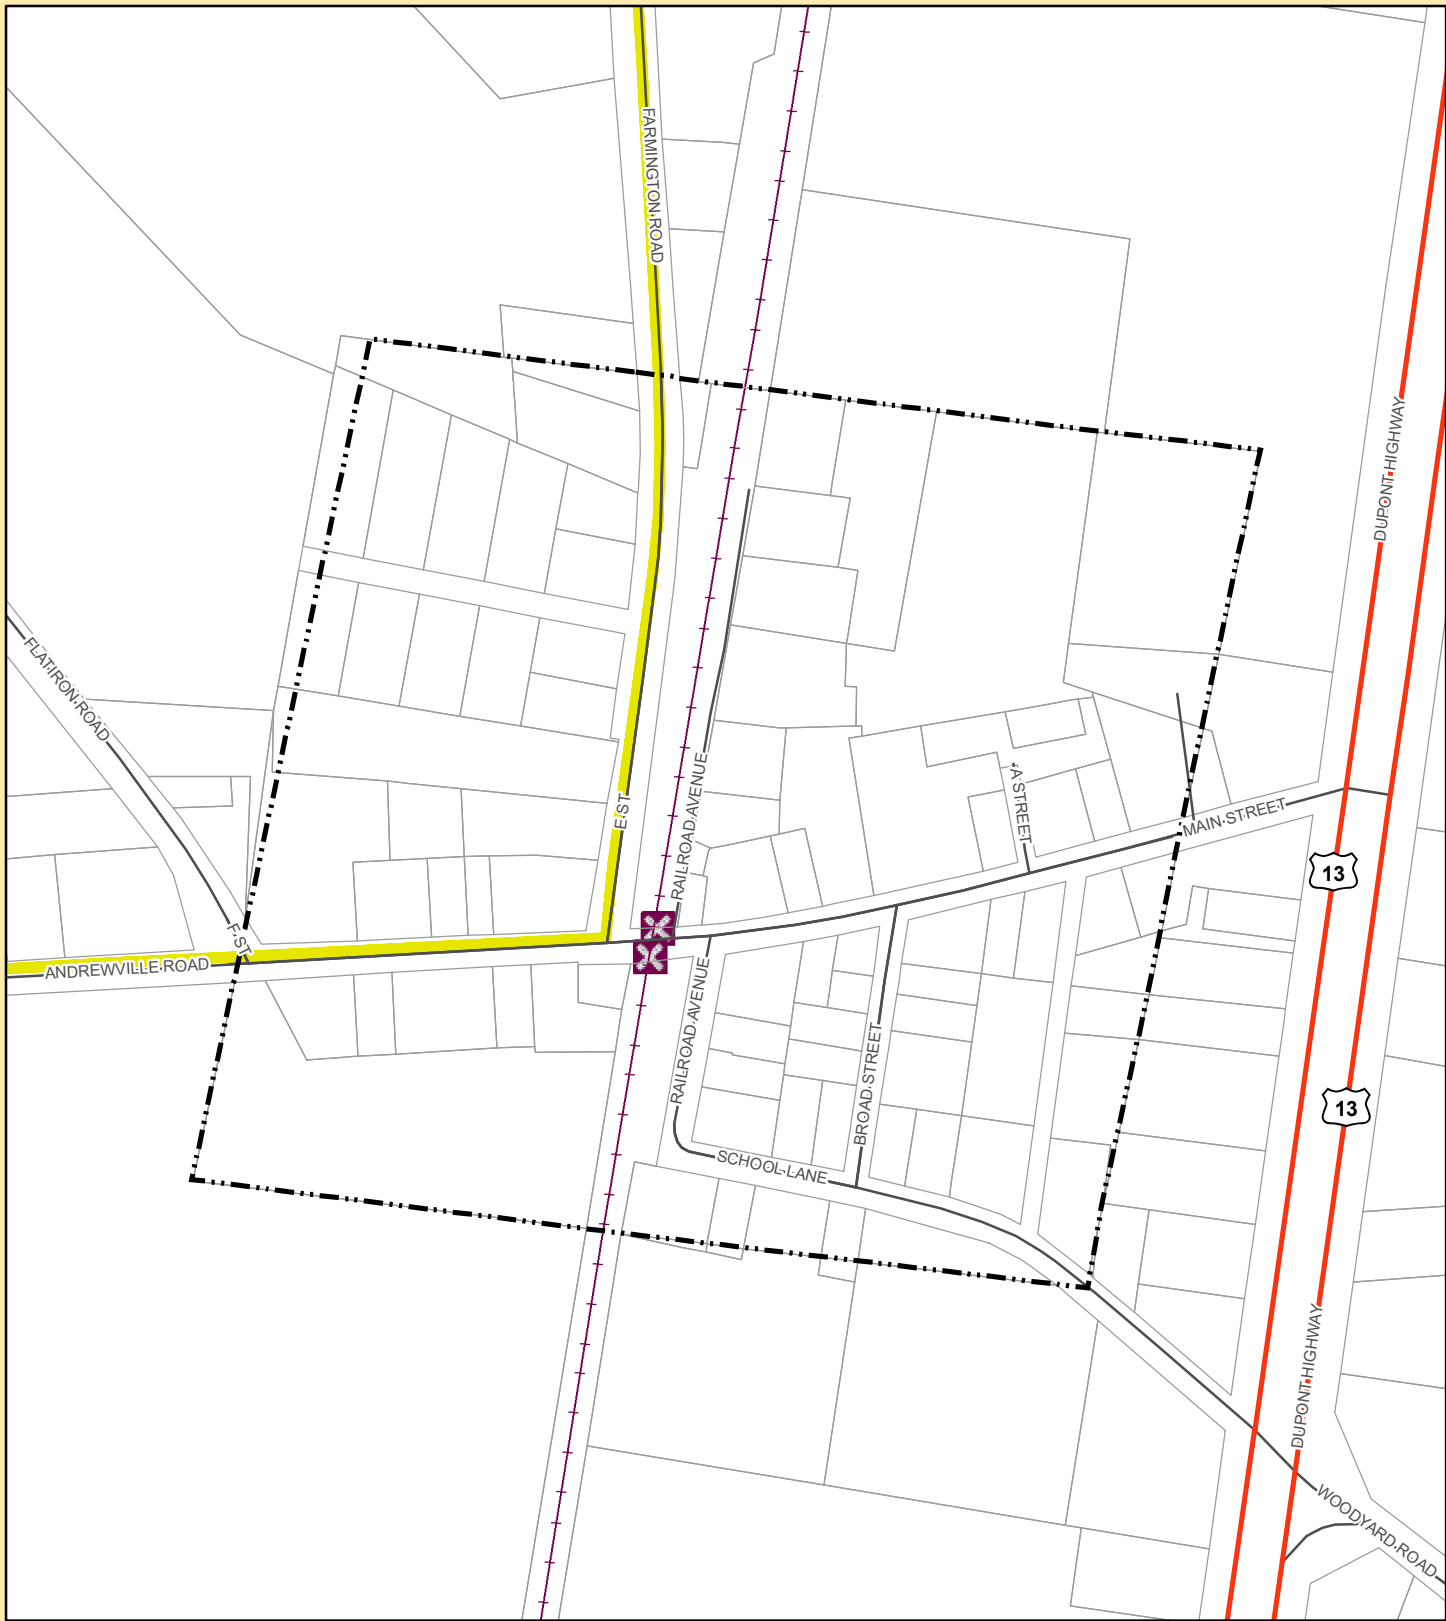 FARMINGTON ROAD
DUPONT HIGHWAY
FLATIRON ROAD
E ST
RAILROAD AVENUE
A STREET
MAIN STREET
13
F ST
ANDREWVILLE ROAD
RAILROAD AVENUE
BROAD STREET
13
SCHOOL LANE
DUPONT HIGHWAY
WOODYARD ROAD